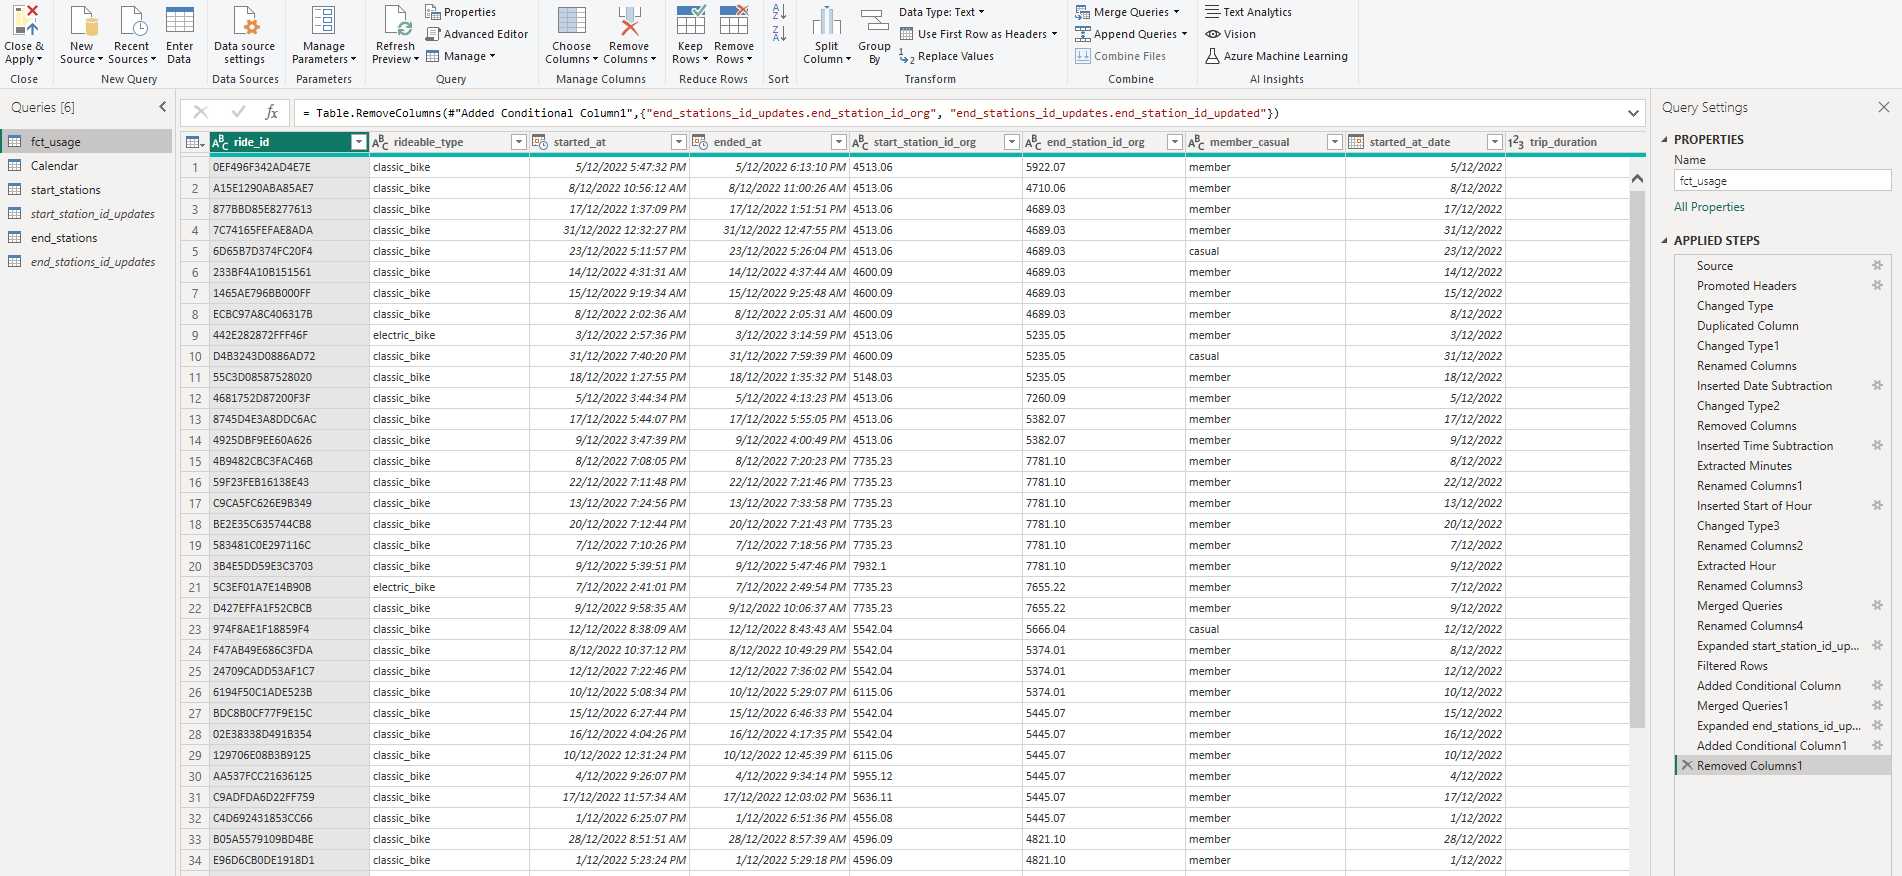 Close & Apply
New Source
Recent Sources
Enter Data
Data source settings
Manage Parameters
Refresh Preview
Properties
Advanced Editor
Manage
Choose Columns
Remove Columns
Keep Rows
Remove Rows
Split Column
Group By
Data Type: Text
Use First Row as Headers
Replace Values
Merge Queries
Append Queries
Combine Files
Text Analytics
Vision
Azure Machine Learning
Close
New Query
Data Sources
Parameters
Query
Manage Columns
Reduce Rows
Sort
Transform
Combine
AI Insights
Queries [6]
fct_usage
Calendar
start_stations
start_station_id_updates
end_stations
end_stations_id_updates
fx
= Table.RemoveColumns(#"Added Conditional Column1",{"end_stations_id_updates.end_station_id_org", "end_stations_id_updates.end_station_id_updated"})
ride_id rideable_type started_at ended_at start_station_id_org end_station_id_org member_casual started_at_date trip_duration
1 0EF496F342AD4E7E classic_bike 5/12/2022 5:47:32 PM 5/12/2022 6:13:10 PM 4513.06 5922.07 member 5/12/2022
2 A15E1290ABA85AE7 classic_bike 8/12/2022 10:56:12 AM 8/12/2022 11:00:26 AM 4513.06 4710.06 member 8/12/2022
3 877BBD85E8277613 classic_bike 17/12/2022 1:37:09 PM 17/12/2022 1:51:51 PM 4513.06 4689.03 member 17/12/2022
4 7C74165FEFAE8ADA classic_bike 31/12/2022 12:32:27 PM 31/12/2022 12:47:55 PM 4513.06 4689.03 member 31/12/2022
5 6D65B7D374FC20F4 classic_bike 23/12/2022 5:11:57 PM 23/12/2022 5:26:04 PM 4513.06 4689.03 casual 23/12/2022
6 233BF4A10B151561 classic_bike 14/12/2022 4:31:31 AM 14/12/2022 4:37:44 AM 4600.09 4689.03 member 14/12/2022
7 1465AE796BB000FF classic_bike 15/12/2022 9:19:34 AM 15/12/2022 9:25:48 AM 4600.09 4689.03 member 15/12/2022
8 ECBC97A8C406317B classic_bike 8/12/2022 2:02:36 AM 8/12/2022 2:05:31 AM 4600.09 4689.03 member 8/12/2022
9 442E282872FFF46F electric_bike 3/12/2022 2:57:36 PM 3/12/2022 3:14:59 PM 4513.06 5235.05 member 3/12/2022
10 D4B3243D0886AD72 classic_bike 31/12/2022 7:40:20 PM 31/12/2022 7:59:39 PM 4600.09 5235.05 casual 31/12/2022
11 55C3D08587528020 classic_bike 18/12/2022 1:27:55 PM 18/12/2022 1:35:32 PM 5148.03 5235.05 member 18/12/2022
12 4681752D87200F3F classic_bike 5/12/2022 3:44:34 PM 5/12/2022 4:13:23 PM 4513.06 7260.09 member 5/12/2022
13 8745D4E3A8DDC6AC classic_bike 17/12/2022 5:44:07 PM 17/12/2022 5:55:05 PM 4513.06 5382.07 member 17/12/2022
14 4925DBF9EE60A626 classic_bike 9/12/2022 3:47:39 PM 9/12/2022 4:00:49 PM 4513.06 5382.07 member 9/12/2022
15 4B9482CBC3FAC46B classic_bike 8/12/2022 7:08:05 PM 8/12/2022 7:20:23 PM 7735.23 7781.10 member 8/12/2022
16 59F23FEB16138E43 classic_bike 22/12/2022 7:11:48 PM 22/12/2022 7:21:46 PM 7735.23 7781.10 member 22/12/2022
17 C9CA5FC626E9B349 classic_bike 13/12/2022 7:24:56 PM 13/12/2022 7:33:58 PM 7735.23 7781.10 member 13/12/2022
18 BE2E35C635744CB8 classic_bike 20/12/2022 7:12:44 PM 20/12/2022 7:21:43 PM 7735.23 7781.10 member 20/12/2022
19 583481C0E297116C classic_bike 7/12/2022 7:10:26 PM 7/12/2022 7:18:56 PM 7735.23 7781.10 member 7/12/2022
20 3B4E5DD59E3C3703 classic_bike 9/12/2022 5:39:51 PM 9/12/2022 5:47:46 PM 7932.1 7781.10 member 9/12/2022
21 5C3EF01A7E14B90B electric_bike 7/12/2022 2:41:01 PM 7/12/2022 2:49:54 PM 7735.23 7655.22 member 7/12/2022
22 D427EFFA1F52CBCB classic_bike 9/12/2022 9:58:35 AM 9/12/2022 10:06:37 AM 7735.23 7655.22 member 9/12/2022
23 974F8AE1F18859F4 classic_bike 12/12/2022 8:38:09 AM 12/12/2022 8:43:43 AM 5542.04 5666.04 casual 12/12/2022
24 F47AB49E686C3FDA classic_bike 8/12/2022 10:37:12 PM 8/12/2022 10:49:29 PM 5542.04 5374.01 member 8/12/2022
25 24709CADD53AF1C7 classic_bike 12/12/2022 7:22:46 PM 12/12/2022 7:36:02 PM 5542.04 5374.01 member 12/12/2022
26 6194F50C1ADE523B classic_bike 10/12/2022 5:08:34 PM 10/12/2022 5:29:07 PM 6115.06 5374.01 member 10/12/2022
27 BDC8B0CF77F9E15C classic_bike 15/12/2022 6:27:44 PM 15/12/2022 6:46:33 PM 5542.04 5445.07 member 15/12/2022
28 02E38338D491B354 classic_bike 16/12/2022 4:04:26 PM 16/12/2022 4:17:35 PM 5542.04 5445.07 member 16/12/2022
29 129706E08B3B9125 classic_bike 10/12/2022 12:31:24 PM 10/12/2022 12:45:39 PM 6115.06 5445.07 member 10/12/2022
30 AA537FCC21636125 classic_bike 4/12/2022 9:26:07 PM 4/12/2022 9:34:14 PM 5955.12 5445.07 member 4/12/2022
31 C9ADFDA6D22FF759 classic_bike 17/12/2022 11:57:34 AM 17/12/2022 12:03:02 PM 5636.11 5445.07 member 17/12/2022
32 C4D692431853CC66 classic_bike 1/12/2022 6:25:07 PM 1/12/2022 6:51:36 PM 4556.08 5445.07 member 1/12/2022
33 B05A5579109BD4BE classic_bike 28/12/2022 8:51:51 AM 28/12/2022 8:57:39 AM 4596.09 4821.10 member 28/12/2022
34 E96D6CB0DE1918D1 classic_bike 1/12/2022 5:23:24 PM 1/12/2022 5:29:18 PM 4596.09 4821.10 member 1/12/2022
Query Settings
PROPERTIES
Name
fct_usage
All Properties
APPLIED STEPS
Source
Promoted Headers
Changed Type
Duplicated Column
Changed Type1
Renamed Columns
Inserted Date Subtraction
Changed Type2
Removed Columns
Inserted Time Subtraction
Extracted Minutes
Renamed Columns1
Inserted Start of Hour
Changed Type3
Renamed Columns2
Extracted Hour
Renamed Columns3
Merged Queries
Renamed Columns4
Expanded start_station_id_up...
Filtered Rows
Added Conditional Column
Merged Queries1
Expanded end_stations_id_up...
Added Conditional Column1
Removed Columns1